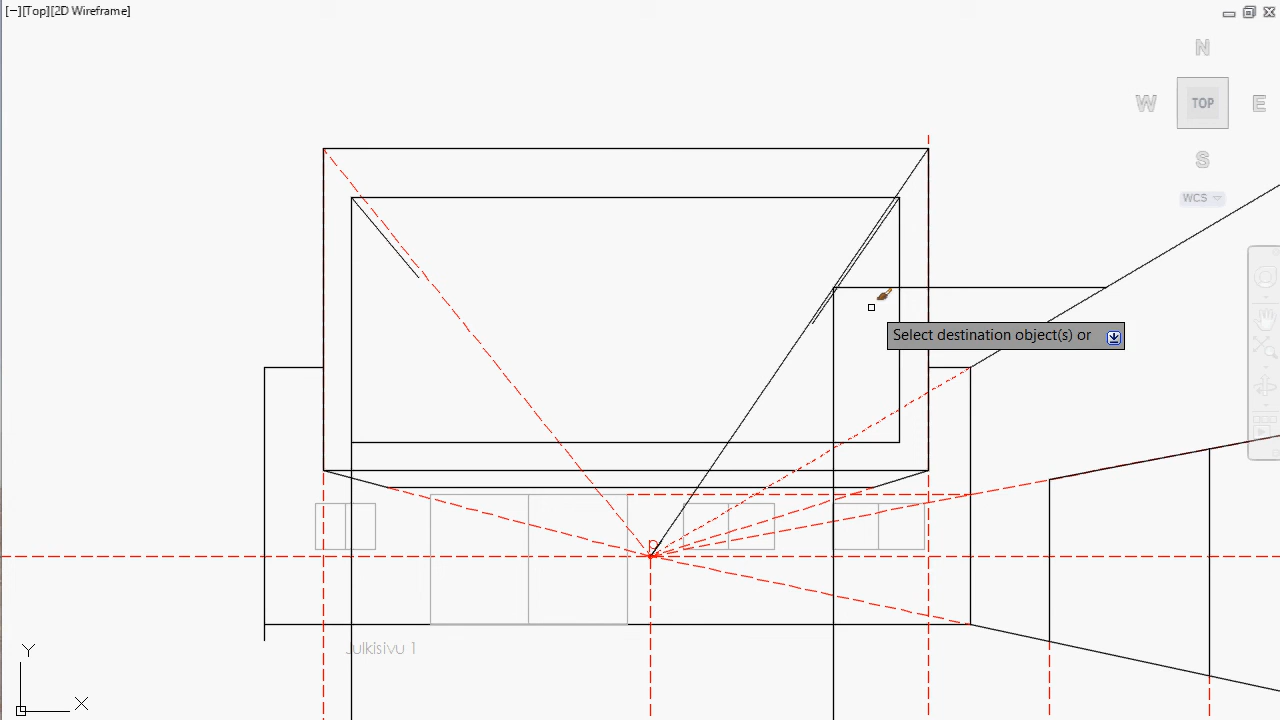 [−][Top][2D Wireframe]
N
W TOP E
S
WCS
Select destination object(s) or
p
Julkisivu 1
Y
X